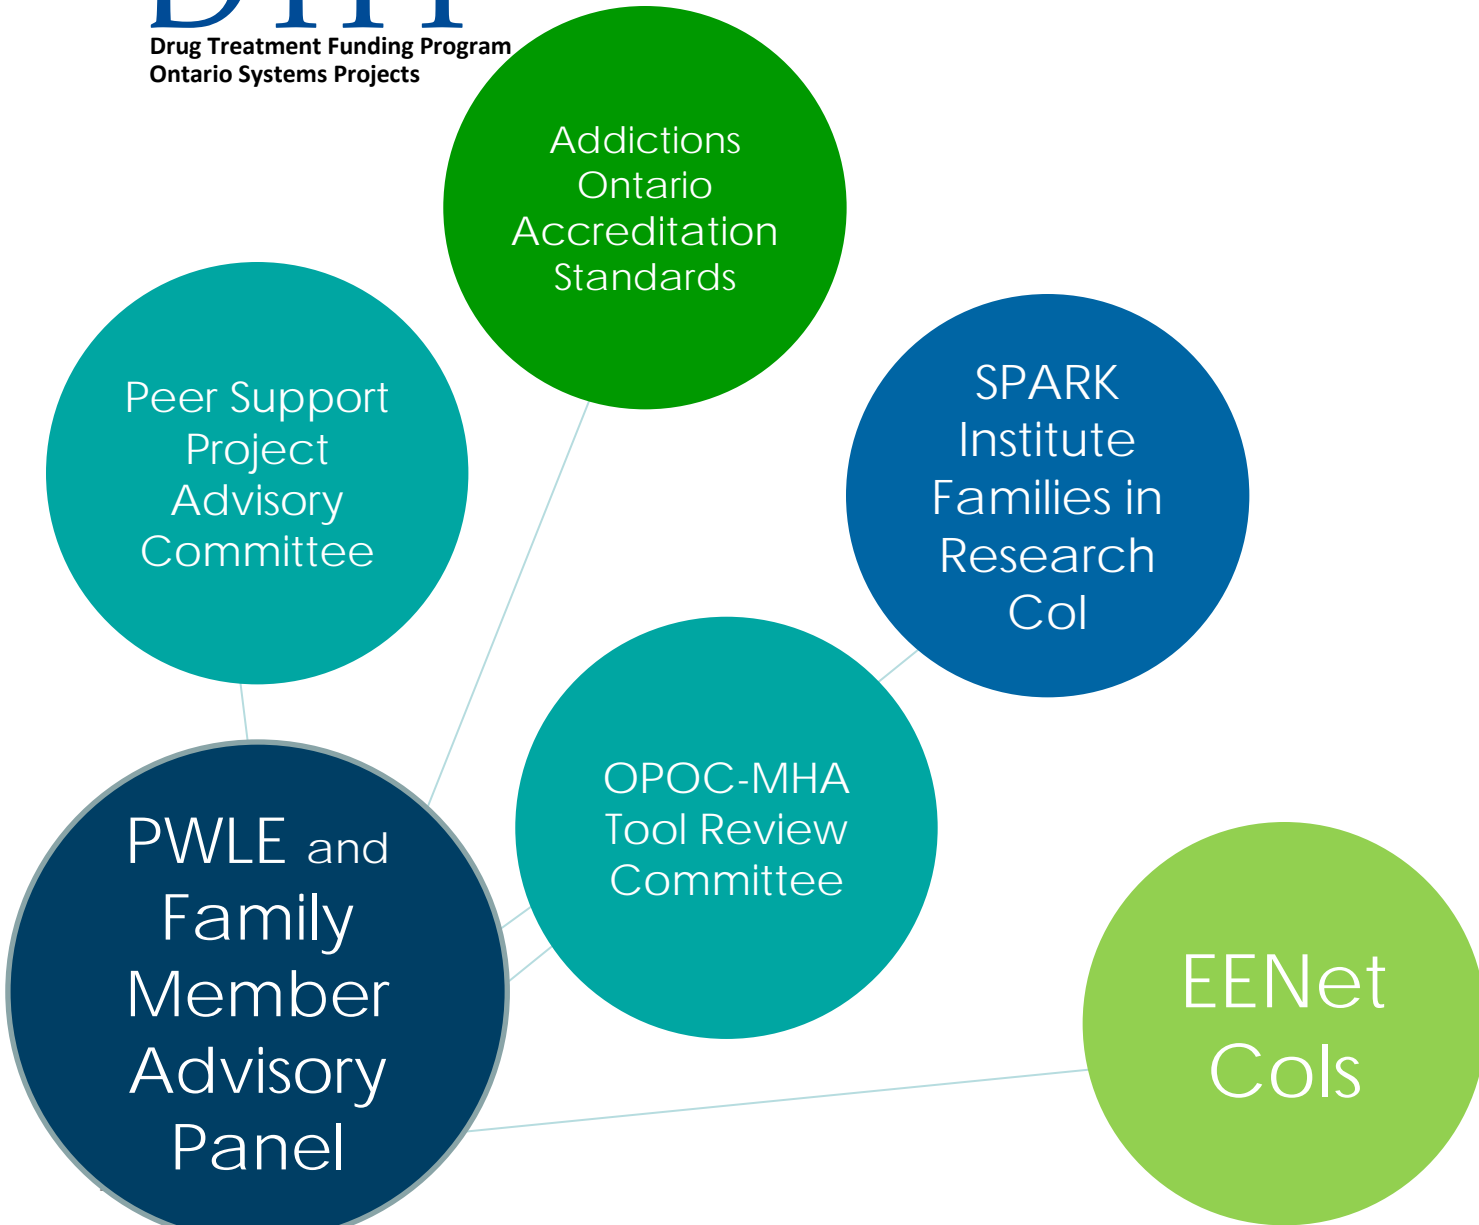 Drug Treatment Funding Program
Ontario Systems Projects
Addictions
Ontario
Accreditation
Standards
Peer Support
Project
Advisory
Committee
SPARK
Institute
Families in
Research
CoI
OPOC-MHA
Tool Review
Committee
PWLE and
Family
Member
Advisory
Panel
EENet
CoIs